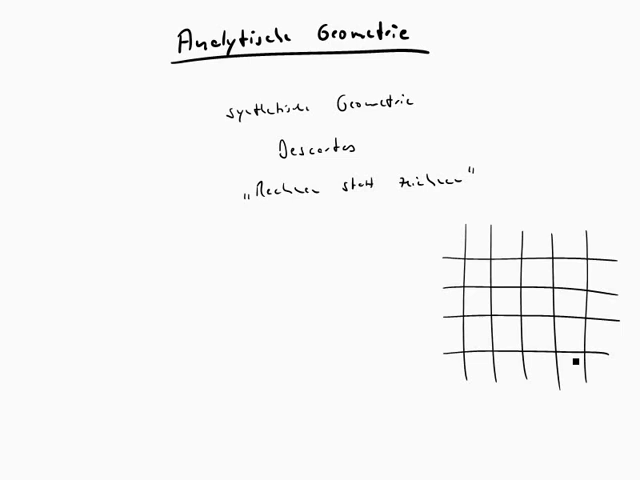 Analytische Geometrie
synthetische Geometrie
Descartes
„Rechnen statt zeichnen“